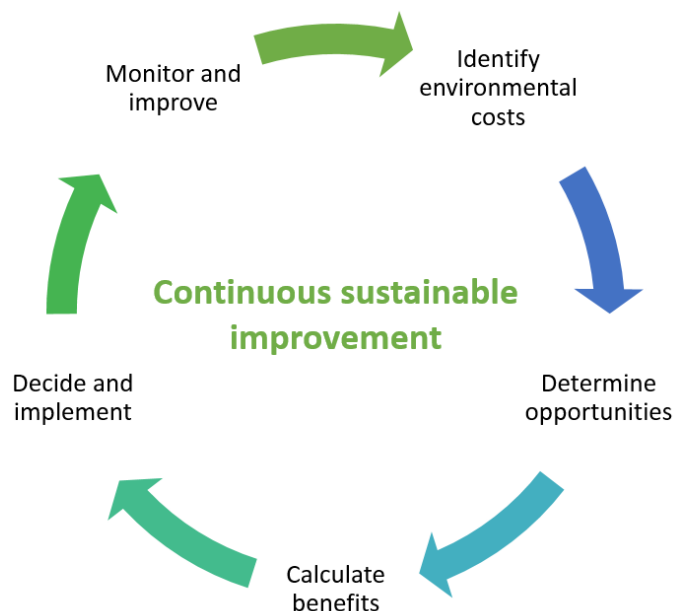 Identify
environmental
costs
Determine
opportunities
Calculate
benefits
Decide and
implement
Monitor and
improve
Continuous sustainable
improvement